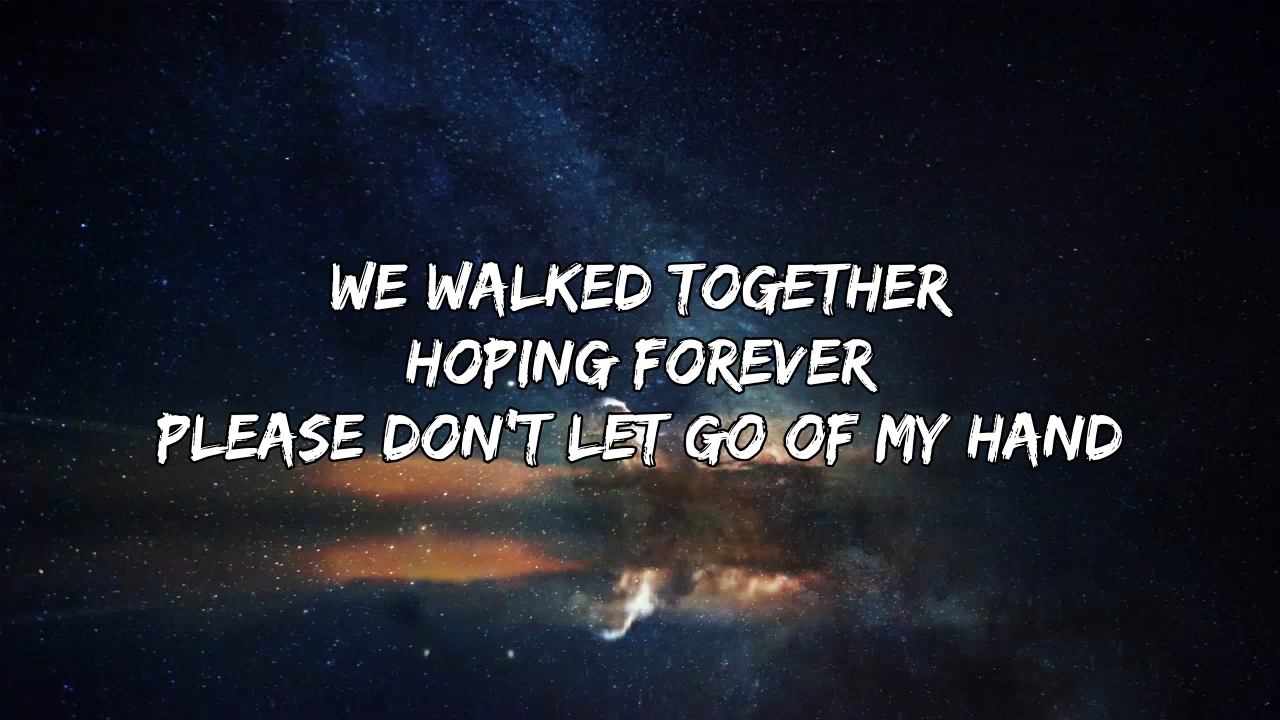 WE WALKED TOGETHER
HOPING FOREVER
PLEASE DON'T LET GO OF MY HAND